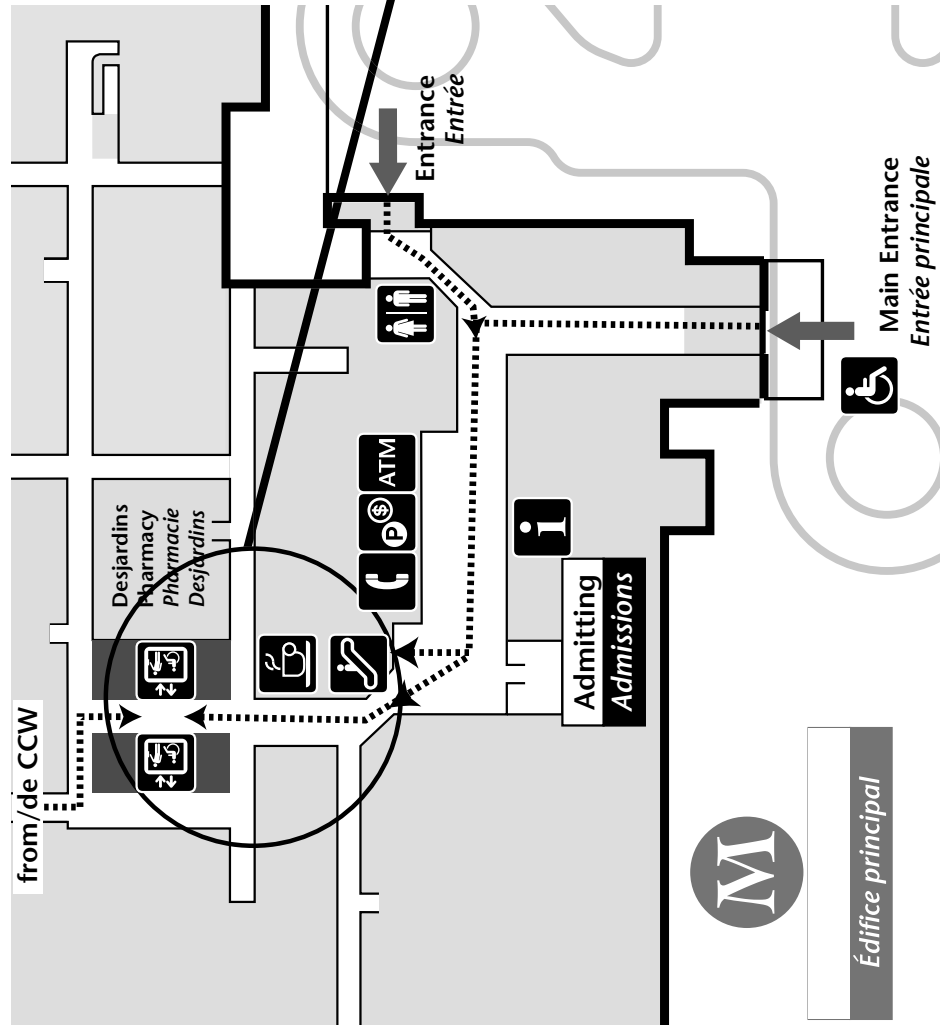 from/de CCW
Desjardins
Pharmacy
Pharmacie
Desjardins
ATM
P
$
i
Entrance
Entrée
Admitting
Admissions
Main Entrance
Entrée principale
M
Édifice principal